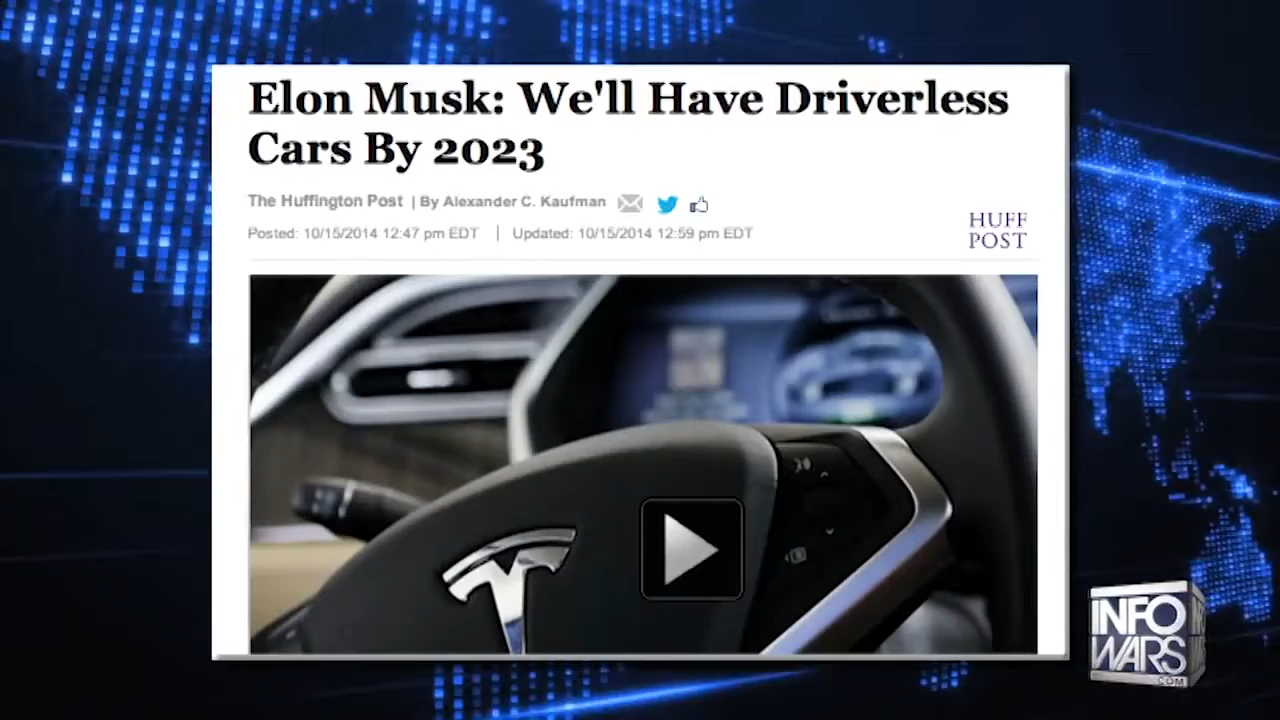 Elon Musk: We'll Have Driverless
Cars By 2023
The Huffington Post | By Alexander C. Kaufman
Posted: 10/15/2014 12:47 pm EDT | Updated: 10/15/2014 12:59 pm EDT
HUFF
POST
INFO
WARS
.COM